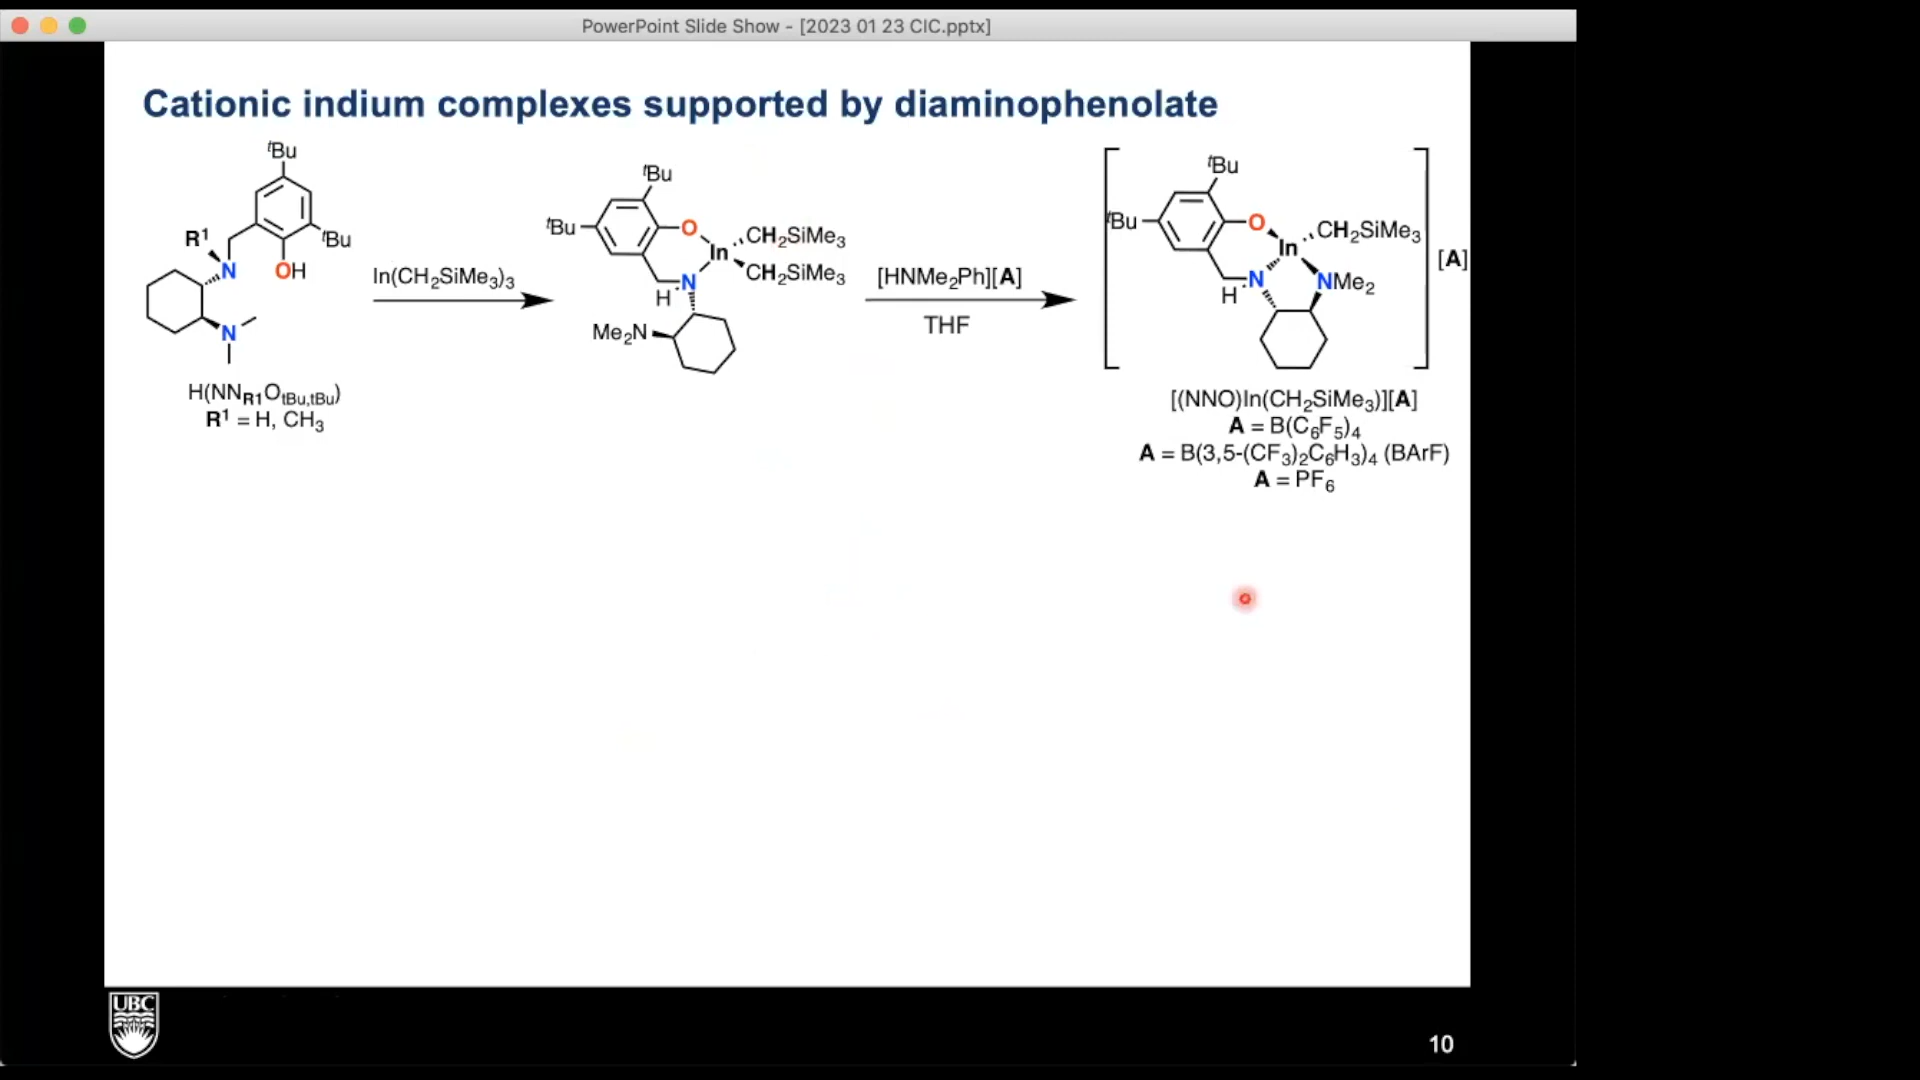 PowerPoint Slide Show - [2023 01 23 CIC.pptx]
Cationic indium complexes supported by diaminophenolate
tBu
R1
tBu
N
OH
N
H(NNR1OtBu,tBu)
R1 = H, CH3
In(CH2SiMe3)3
tBu
tBu
O
CH2SiMe3
In
CH2SiMe3
N
H
Me2N
[HNMe2Ph][A]
THF
tBu
tBu
O
CH2SiMe3
In
N
NMe2
H
[A]
[(NNO)In(CH2SiMe3)][A]
A = B(C6F5)4
A = B(3,5-(CF3)2C6H3)4 (BArF)
A = PF6
UBC
10